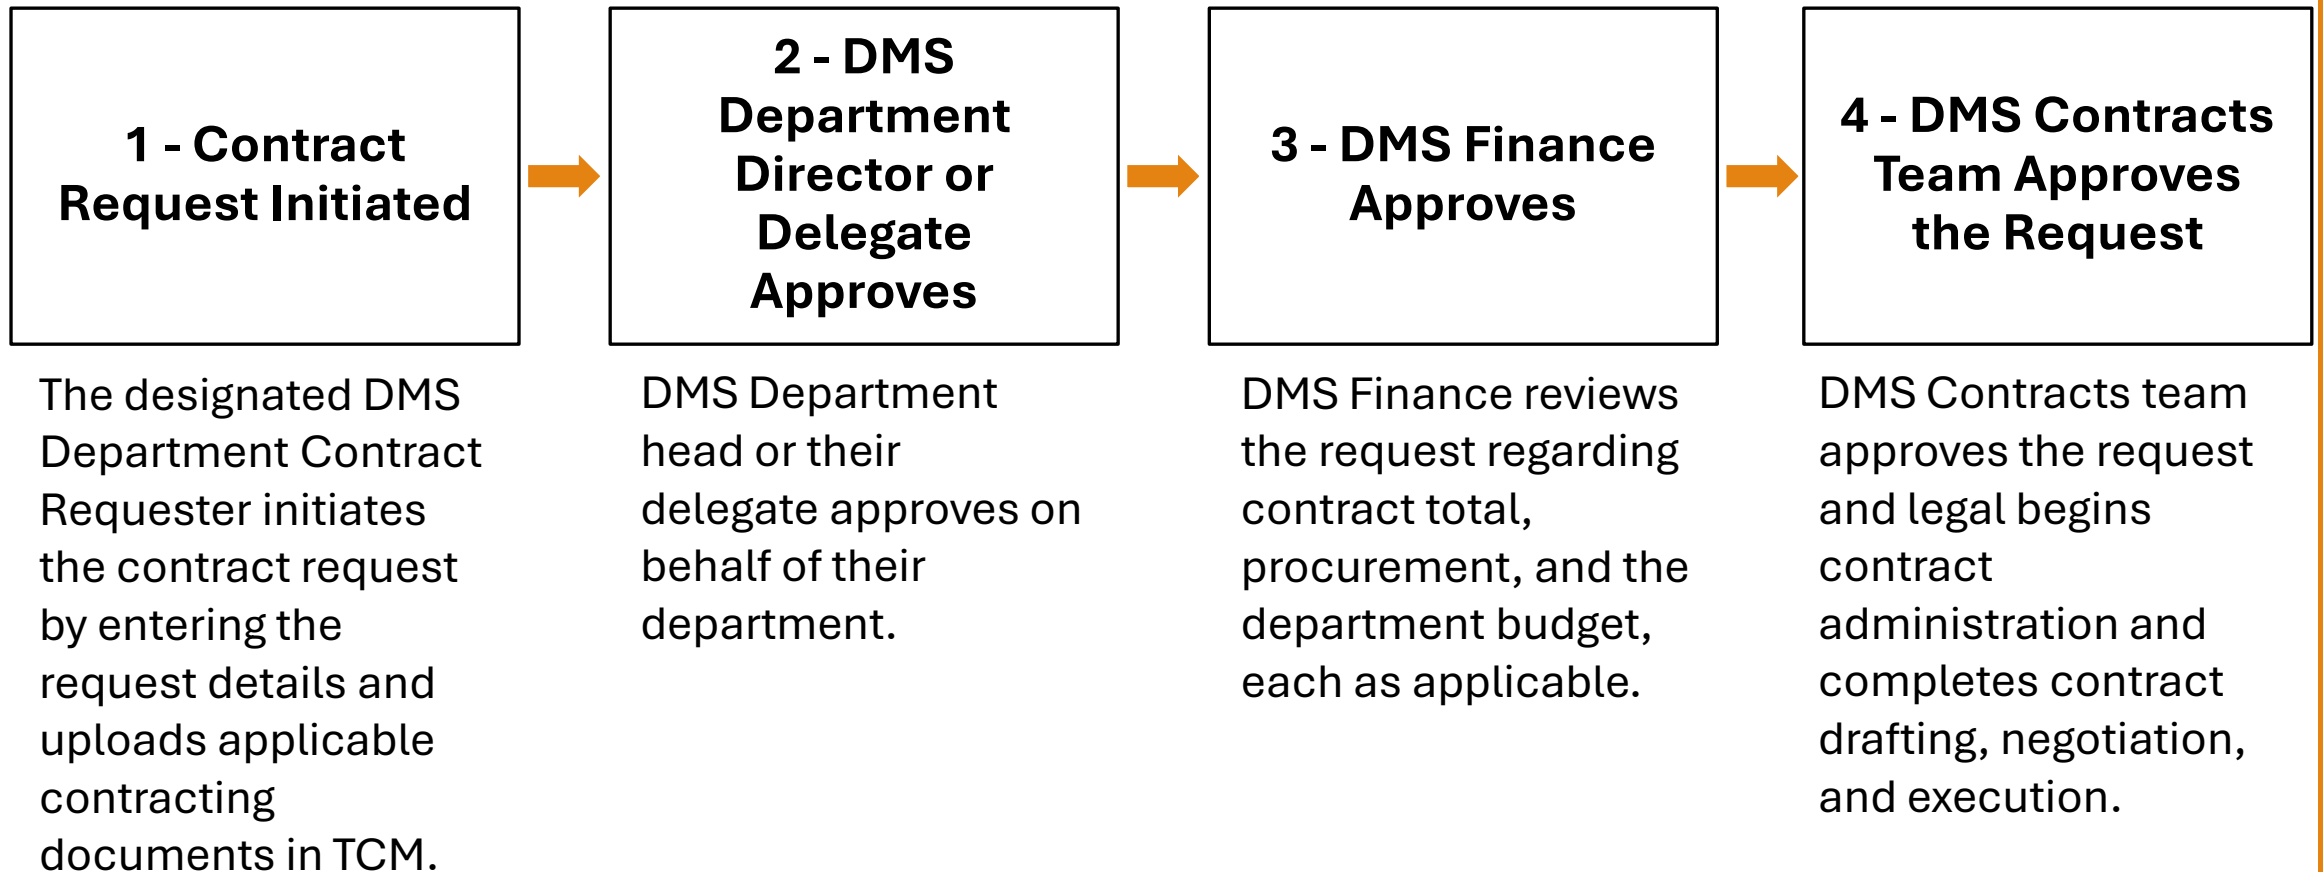 1 - Contract
Request Initiated
2 - DMS
Department
Director or
Delegate
Approves
3 - DMS Finance
Approves
4 - DMS Contracts
Team Approves
the Request
The designated DMS
Department Contract
Requester initiates
the contract request
by entering the
request details and
uploads applicable
contracting
documents in TCM.
DMS Department
head or their
delegate approves on
behalf of their
department.
DMS Finance reviews
the request regarding
contract total,
procurement, and the
department budget,
each as applicable.
DMS Contracts team
approves the request
and legal begins
contract
administration and
completes contract
drafting, negotiation,
and execution.